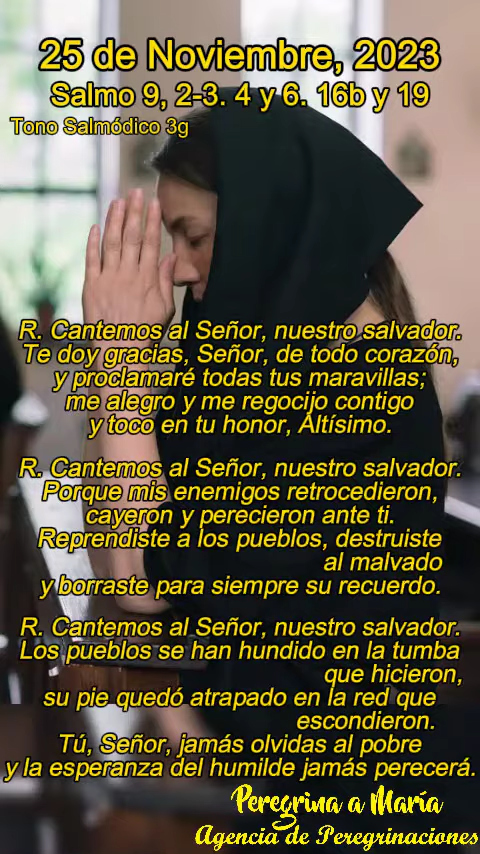 25 de Noviembre, 2023
Salmo 9, 2-3. 4 y 6. 16b y 19
Tono Salmódico 3g
R. Cantemos al Señor, nuestro salvador.
Te doy gracias, Señor, de todo corazón,
y proclamaré todas tus maravillas;
me alegro y me regocijo contigo
y toco en tu honor, Altísimo.
R. Cantemos al Señor, nuestro salvador.
Porque mis enemigos retrocedieron,
cayeron y perecieron ante ti.
Reprendiste a los pueblos, destruiste
al malvado
y borraste para siempre su recuerdo.
R. Cantemos al Señor, nuestro salvador.
Los pueblos se han hundido en la tumba
que hicieron,
su pie quedó atrapado en la red que
escondieron.
Tú, Señor, jamás olvidas al pobre
y la esperanza del humilde jamás perecerá.
Peregrina a María
Agencia de Peregrinaciones